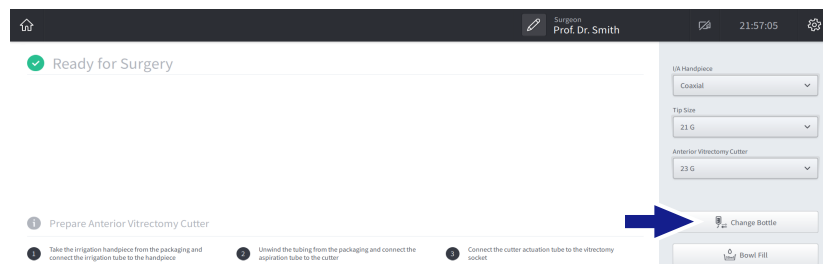 Surgeon
Prof. Dr. Smith
21:57:05
Ready for Surgery
I/A Handpiece
Coaxial
Tip Size
21 G
Anterior Vitrectomy Cutter
23 G
i Prepare Anterior Vitrectomy Cutter
Change Bottle
1 Take the irrigation handpiece from the packaging and
connect the irrigation tube to the handpiece
2 Unwind the tubing from the packaging and connect the
aspiration tube to the cutter
3 Connect the cutter actuation tube to the vitrectomy
socket
Bowl Fill